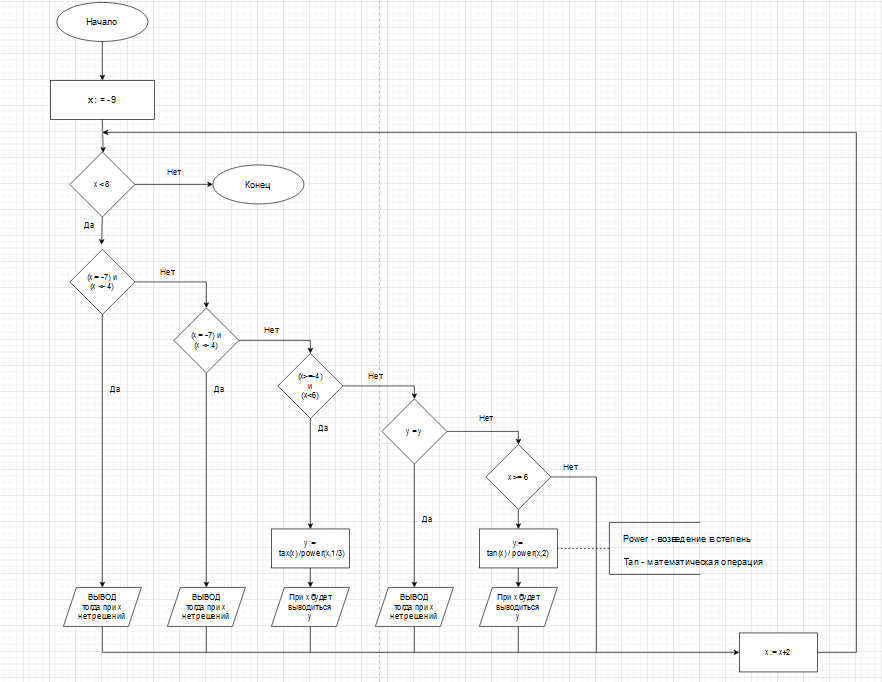 Начало
x: = -9
x <8
Нет
Конец
Да
(x = -7) и
(x <- 4)
Нет
(x = -7) и
(x <- 4)
Нет
(x>=-4)
и
(x<6)
Нет
y =y
Нет
x >= 6
Нет
Да
Да
Да
Да
y :=
tax(x) /power(x,1/3)
y:=
tan(x) / power(x,2)
Power - возведение в степень
Tan - математическая операция
ВЫВОД
тогда при x
нет решений
ВЫВОД
тогда при x
нет решений
При x будет
выводиться
y
ВЫВОД
тогда при x
нет решений
При x будет
выводиться
y
x := x+2